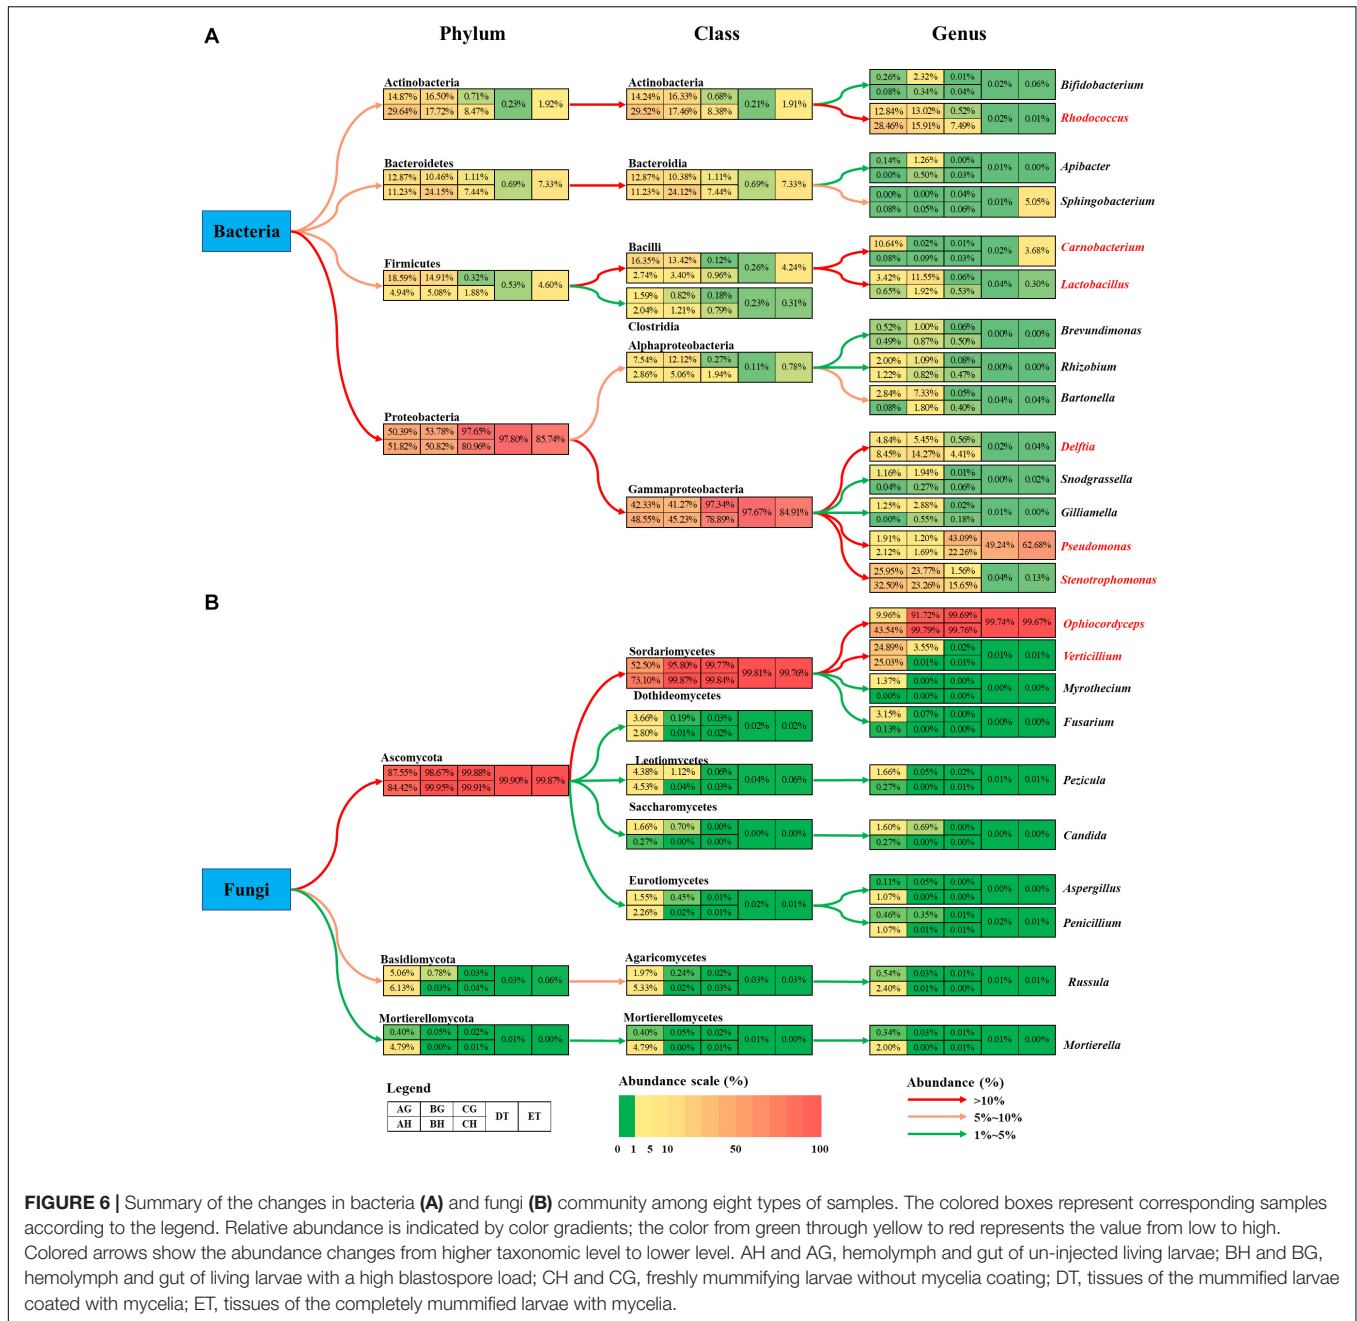 A
Phylum Class Genus
Actinobacteria
14.87% 16.50% 0.71% 0.23% 1.92%
29.64% 17.72% 8.47%
Actinobacteria
14.24% 16.33% 0.68% 0.21% 1.91%
29.52% 17.46% 8.38%
0.26% 2.32% 0.01% 0.02% 0.06% Bifidobacterium
0.08% 0.34% 0.04%
12.84% 13.02% 0.52% 0.02% 0.01% Rhodococcus
28.46% 15.91% 7.49%
Bacteroidetes
12.87% 10.46% 1.11% 0.69% 7.33%
11.23% 24.15% 7.44%
Bacteroidia
12.87% 10.38% 1.11% 0.69% 7.33%
11.23% 24.12% 7.44%
0.14% 1.26% 0.00% 0.01% 0.00% Apibacter
0.00% 0.50% 0.03%
0.00% 0.00% 0.04% 0.01% 5.05% Sphingobacterium
0.08% 0.05% 0.06%
Bacteria
Firmicutes
18.59% 14.91% 0.32% 0.53% 4.60%
4.94% 5.08% 1.88%
Bacilli
16.35% 13.42% 0.12% 0.26% 4.24%
2.74% 3.40% 0.96%
1.59% 0.82% 0.18% 0.23% 0.31%
2.04% 1.21% 0.79%
Clostridia
10.64% 0.02% 0.01% 0.02% 3.68% Carnobacterium
0.08% 0.09% 0.03%
3.42% 11.55% 0.06% 0.04% 0.30% Lactobacillus
0.65% 1.92% 0.53%
Alphaproteobacteria
7.54% 12.12% 0.27% 0.11% 0.78%
2.86% 5.06% 1.94%
0.52% 1.00% 0.06% 0.00% 0.00% Brevundimonas
0.49% 0.87% 0.50%
2.00% 1.09% 0.08% 0.00% 0.00% Rhizobium
1.22% 0.82% 0.47%
2.84% 7.33% 0.05% 0.04% 0.04% Bartonella
0.08% 1.80% 0.40%
Proteobacteria
50.39% 53.78% 97.65% 97.80% 85.74%
51.82% 50.82% 80.96%
Gammaproteobacteria
42.33% 41.27% 97.34% 97.67% 84.91%
48.55% 45.23% 78.89%
4.84% 5.45% 0.56% 0.02% 0.04% Delftia
8.45% 14.27% 4.41%
1.16% 1.94% 0.01% 0.00% 0.02% Snodgrassella
0.04% 0.27% 0.06%
1.25% 2.88% 0.02% 0.01% 0.00% Gilliamella
0.00% 0.55% 0.18%
1.91% 1.20% 43.09% 49.24% 62.68% Pseudomonas
2.12% 1.69% 22.26%
25.95% 23.77% 1.56% 0.04% 0.13% Stenotrophomonas
32.50% 23.26% 15.65%
B
Sordariomycetes
52.50% 95.80% 99.77% 99.81% 99.76%
73.10% 99.87% 99.84%
9.96% 91.72% 99.69% 99.74% 99.67% Ophiocordyceps
43.54% 99.79% 99.76%
24.89% 3.55% 0.02% 0.01% 0.01% Verticillium
25.03% 0.01% 0.01%
1.37% 0.00% 0.00% 0.00% 0.00% Myrothecium
0.00% 0.00% 0.00%
3.15% 0.07% 0.00% 0.00% 0.00% Fusarium
0.13% 0.00% 0.00%
Dothideomycetes
3.66% 0.19% 0.03% 0.02% 0.02%
2.80% 0.01% 0.02%
Ascomycota
87.55% 98.67% 99.88% 99.90% 99.87%
84.42% 99.95% 99.91%
Leotiomycetes
4.38% 1.12% 0.06% 0.04% 0.06%
4.53% 0.04% 0.03%
1.66% 0.05% 0.02% 0.01% 0.01% Pezicula
0.27% 0.00% 0.01%
Saccharomycetes
1.66% 0.70% 0.00% 0.00% 0.00%
0.27% 0.00% 0.00%
1.60% 0.69% 0.00% 0.00% 0.00% Candida
0.27% 0.00% 0.00%
Fungi
Eurotiomycetes
1.55% 0.45% 0.01% 0.02% 0.01%
2.26% 0.02% 0.01%
0.11% 0.05% 0.00% 0.00% 0.00% Aspergillus
1.07% 0.00% 0.00%
0.46% 0.35% 0.01% 0.02% 0.01% Penicillium
1.07% 0.01% 0.01%
Basidiomycota
5.06% 0.78% 0.03% 0.03% 0.06%
6.13% 0.03% 0.04%
Agaricomycetes
1.97% 0.24% 0.02% 0.03% 0.03%
5.33% 0.02% 0.03%
0.54% 0.03% 0.01% 0.01% 0.01% Russula
2.40% 0.01% 0.00%
Mortierellomycota
0.40% 0.05% 0.02% 0.01% 0.00%
4.79% 0.00% 0.01%
Mortierellomycetes
0.40% 0.05% 0.02% 0.01% 0.00%
4.79% 0.00% 0.01%
0.34% 0.03% 0.01% 0.01% 0.00% Mortierella
2.00% 0.00% 0.01%
Legend
AG BG CG DT ET
AH BH CH
Abundance scale (%)
0 1 5 10 50 100
Abundance (%)
>10%
5%~10%
1%~5%
FIGURE 6 | Summary of the changes in bacteria (A) and fungi (B) community among eight types of samples. The colored boxes represent corresponding samples
according to the legend. Relative abundance is indicated by color gradients; the color from green through yellow to red represents the value from low to high.
Colored arrows show the abundance changes from higher taxonomic level to lower level. AH and AG, hemolymph and gut of un-injected living larvae; BH and BG,
hemolymph and gut of living larvae with a high blastospore load; CH and CG, freshly mummifying larvae without mycelia coating; DT, tissues of the mummified larvae
coated with mycelia; ET, tissues of the completely mummified larvae with mycelia.